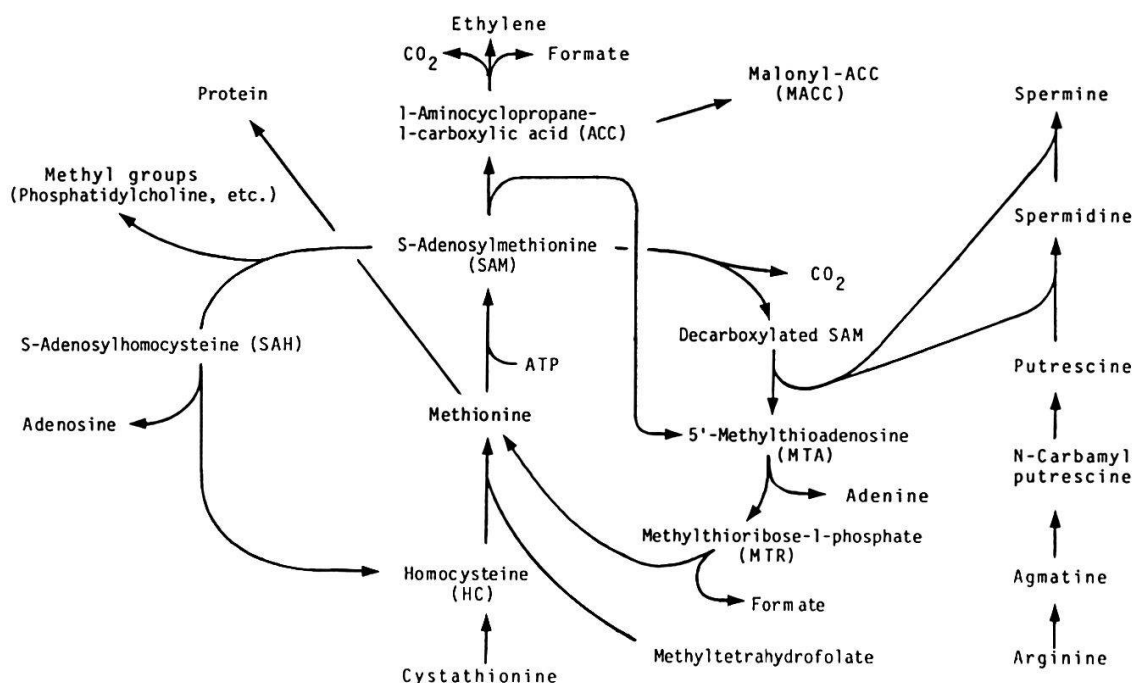 Ethylene
CO2
Formate
Malonyl-ACC
(MACC)
Protein
1-Aminocyclopropane-
1-carboxylic acid (ACC)
Spermine
Methyl groups
(Phosphatidylcholine, etc.)
Spermidine
S-Adenosylmethionine
(SAM)
CO2
S-Adenosylhomocysteine (SAH)
Decarboxylated SAM
ATP
Putrescine
Adenosine
Methionine
5'-Methylthioadenosine
(MTA)
N-Carbamyl
putrescine
Adenine
Methylthioribose-1-phosphate
(MTR)
Homocysteine
(HC)
Agmatine
Formate
Methyltetrahydrofolate
Arginine
Cystathionine